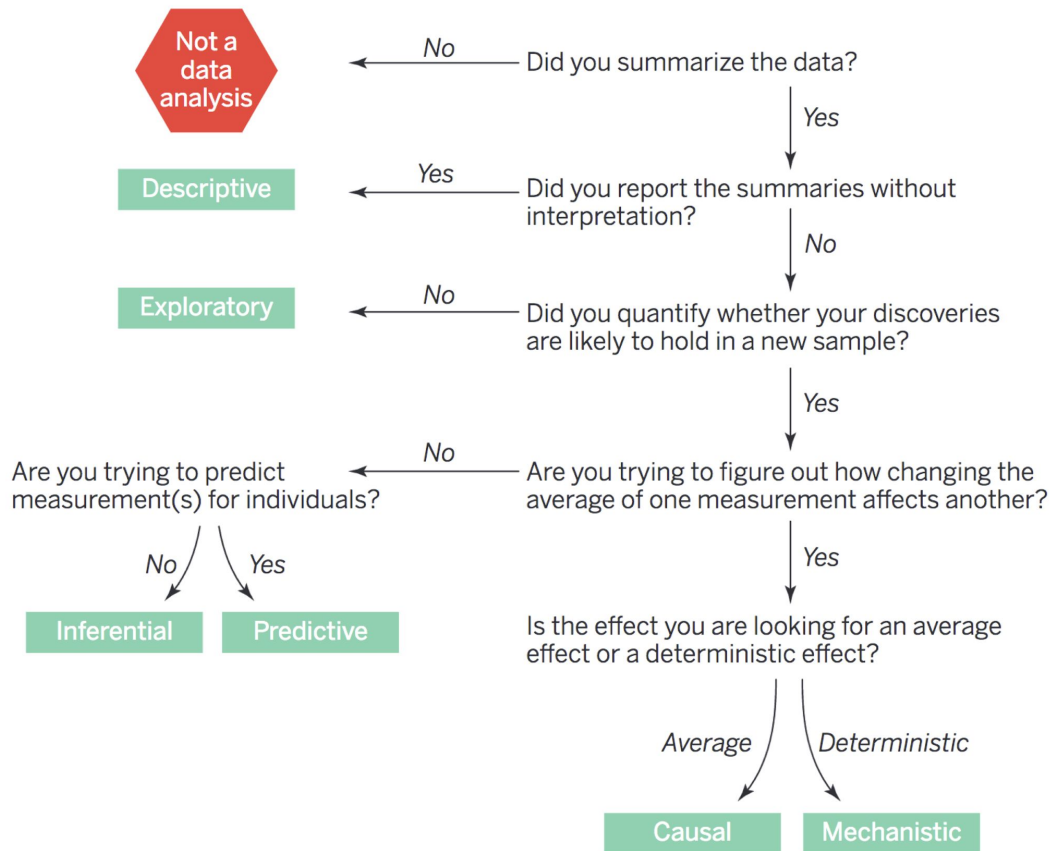 Not a
data
analysis
No
Did you summarize the data?
Yes
Descriptive
Yes
Did you report the summaries without
interpretation?
No
Exploratory
No
Did you quantify whether your discoveries
are likely to hold in a new sample?
Yes
Are you trying to predict
measurement(s) for individuals?
No
Are you trying to figure out how changing the
average of one measurement affects another?
No
Yes
Yes
Inferential
Predictive
Is the effect you are looking for an average
effect or a deterministic effect?
Average
Deterministic
Causal
Mechanistic